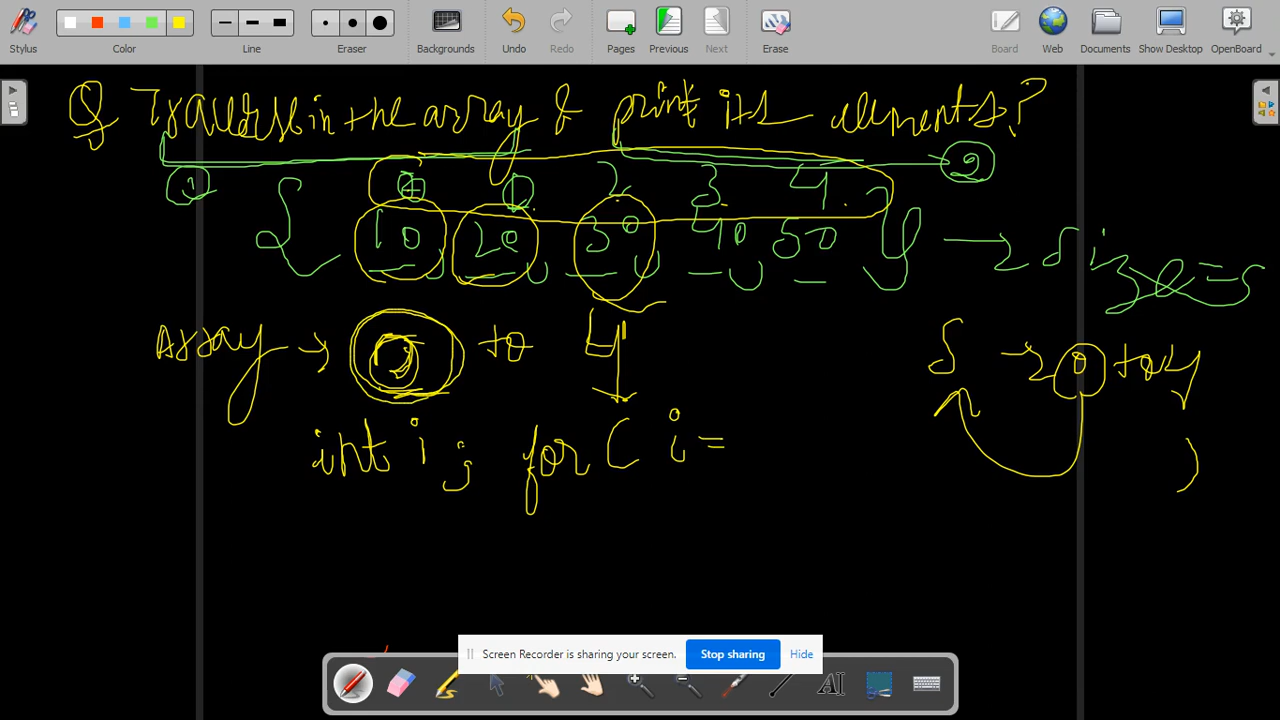 Stylus Color Line Eraser Backgrounds Undo Redo Pages Previous Next Erase Board Web Documents Show Desktop OpenBoard
Q Traverse in the array & print its elements?
1 2
0 1 2 3 4
{ 10, 20, 30, 40, 50 } → size = 5
Array → 0 to 4 5 → 0 to 4
int i ; for ( i = )
Screen Recorder is sharing your screen. Stop sharing Hide